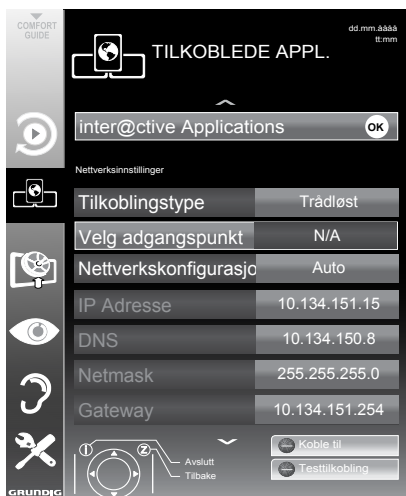 COMFORT
GUIDE
dd.mm.åååå
tt:mm
TILKOBLEDE APPL.
inter@ctive Applications
OK
Nettverksinnstillinger
Tilkoblingstype
Trådløst
Velg adgangspunkt
N/A
Nettverkskonfigurasjo
Auto
IP Adresse
10.134.151.15
DNS
10.134.150.8
Netmask
255.255.255.0
Gateway
10.134.151.254
1
2
Avslutt
Tilbake
Koble til
Testtilkobling
GRUNDIG